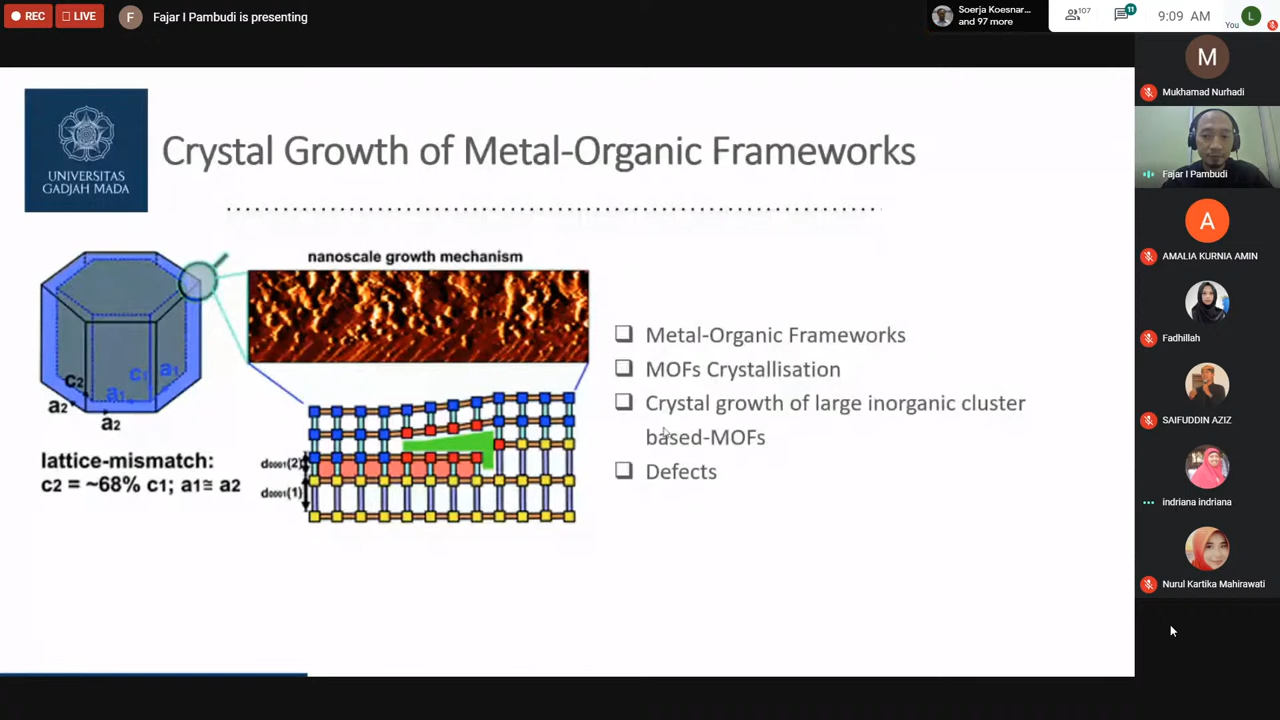 REC
LIVE
F
Fajar I Pambudi is presenting
Soerja Koesnar...
and 97 more
107
11
9:09 AM
You
L
UNIVERSITAS
GADJAH MADA
Crystal Growth of Metal-Organic Frameworks
nanoscale growth mechanism
c2
c1
a1
a1
a2
a2
lattice-mismatch:
c2 = ~68% c1; a1≅ a2
d0001(2)
d0001(1)
Metal-Organic Frameworks
MOFs Crystallisation
Crystal growth of large inorganic cluster
based-MOFs
Defects
M
Mukhamad Nurhadi
Fajar I Pambudi
A
AMALIA KURNIA AMIN
Fadhillah
SAIFUDDIN AZIZ
indriana indriana
Nurul Kartika Mahirawati